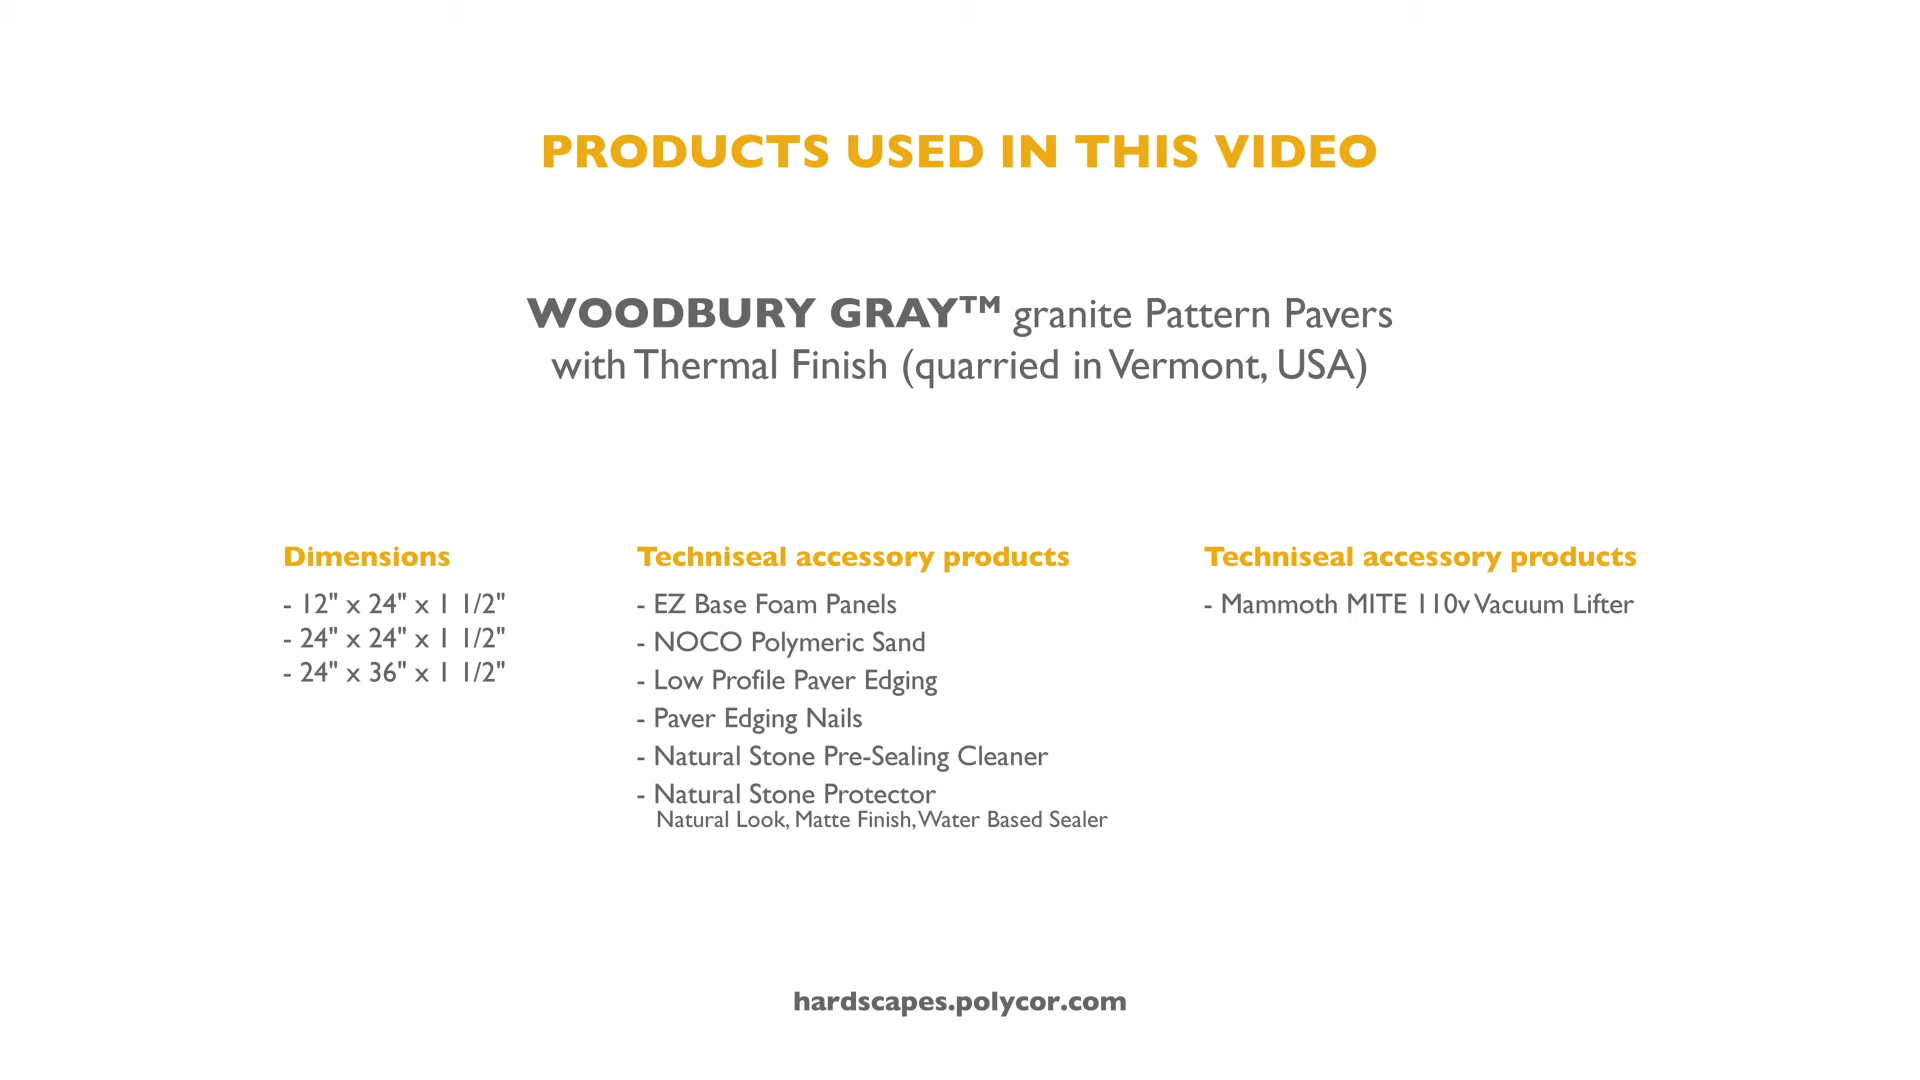 PRODUCTS USED IN THIS VIDEO
WOODBURY GRAY™ granite Pattern Pavers
with Thermal Finish (quarried in Vermont, USA)
Dimensions
- 12" x 24" x 1 1/2"
- 24" x 24" x 1 1/2"
- 24" x 36" x 1 1/2"
Techniseal accessory products
- EZ Base Foam Panels
- NOCO Polymeric Sand
- Low Profile Paver Edging
- Paver Edging Nails
- Natural Stone Pre-Sealing Cleaner
- Natural Stone Protector
Natural Look, Matte Finish, Water Based Sealer
Techniseal accessory products
- Mammoth MITE 110v Vacuum Lifter
hardscapes.polycor.com